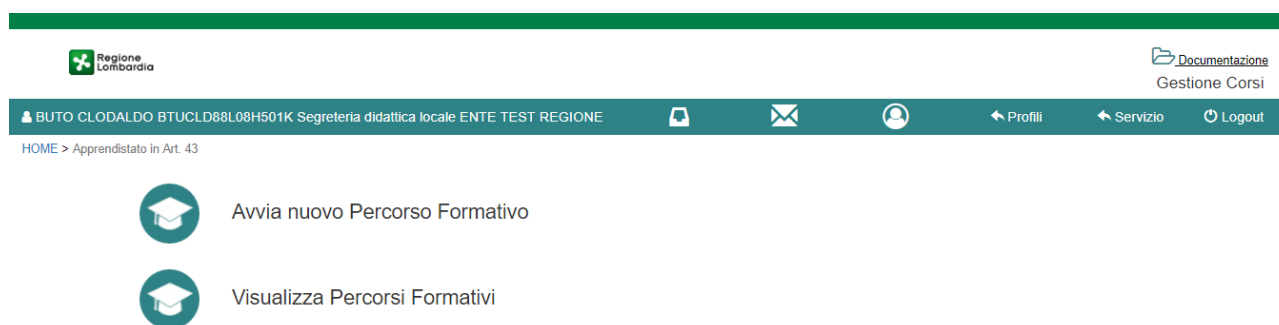 Regione
Lombardia
Documentazione
Gestione Corsi
BUTO CLODALDO BTUCLD88L08H501K Segreteria didattica locale ENTE TEST REGIONE
Profili
Servizio
Logout
HOME > Apprendistato in Art. 43
Avvia nuovo Percorso Formativo
Visualizza Percorsi Formativi